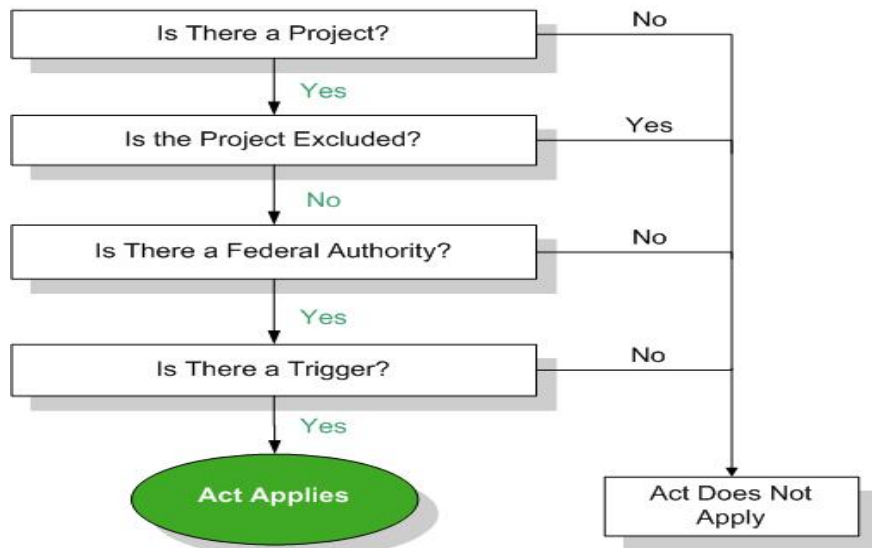 Is There a Project?
No
Yes
Is the Project Excluded?
Yes
No
Is There a Federal Authority?
No
Yes
Is There a Trigger?
No
Yes
Act Applies
Act Does Not
Apply